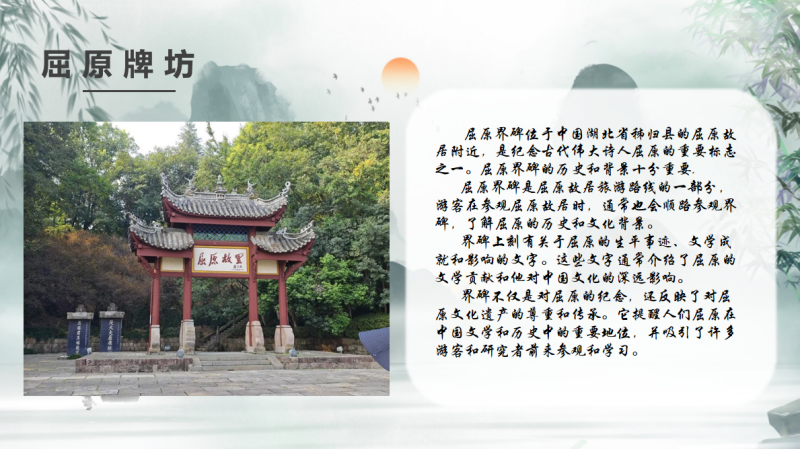 屈原牌坊
屈原故里
屈原界碑位于中国湖北省秭归县的屈原故
居附近，是纪念古代伟大诗人屈原的重要标志
之一。屈原界碑的历史和背景十分重要.
屈原界碑是屈原故居旅游路线的一部分，
游客在参观屈原故居时，通常也会顺路参观界
碑，了解屈原的历史和文化背景。
界碑上刻有关于屈原的生平事迹、文学成
就和影响的文字。这些文字通常介绍了屈原的
文学贡献和他对中国文化的深远影响。
界碑不仅是对屈原的纪念，还反映了对屈
原文化遗产的尊重和传承。它提醒人们屈原在
中国文学和历史中的重要地位，并吸引了许多
游客和研究者前来参观和学习。